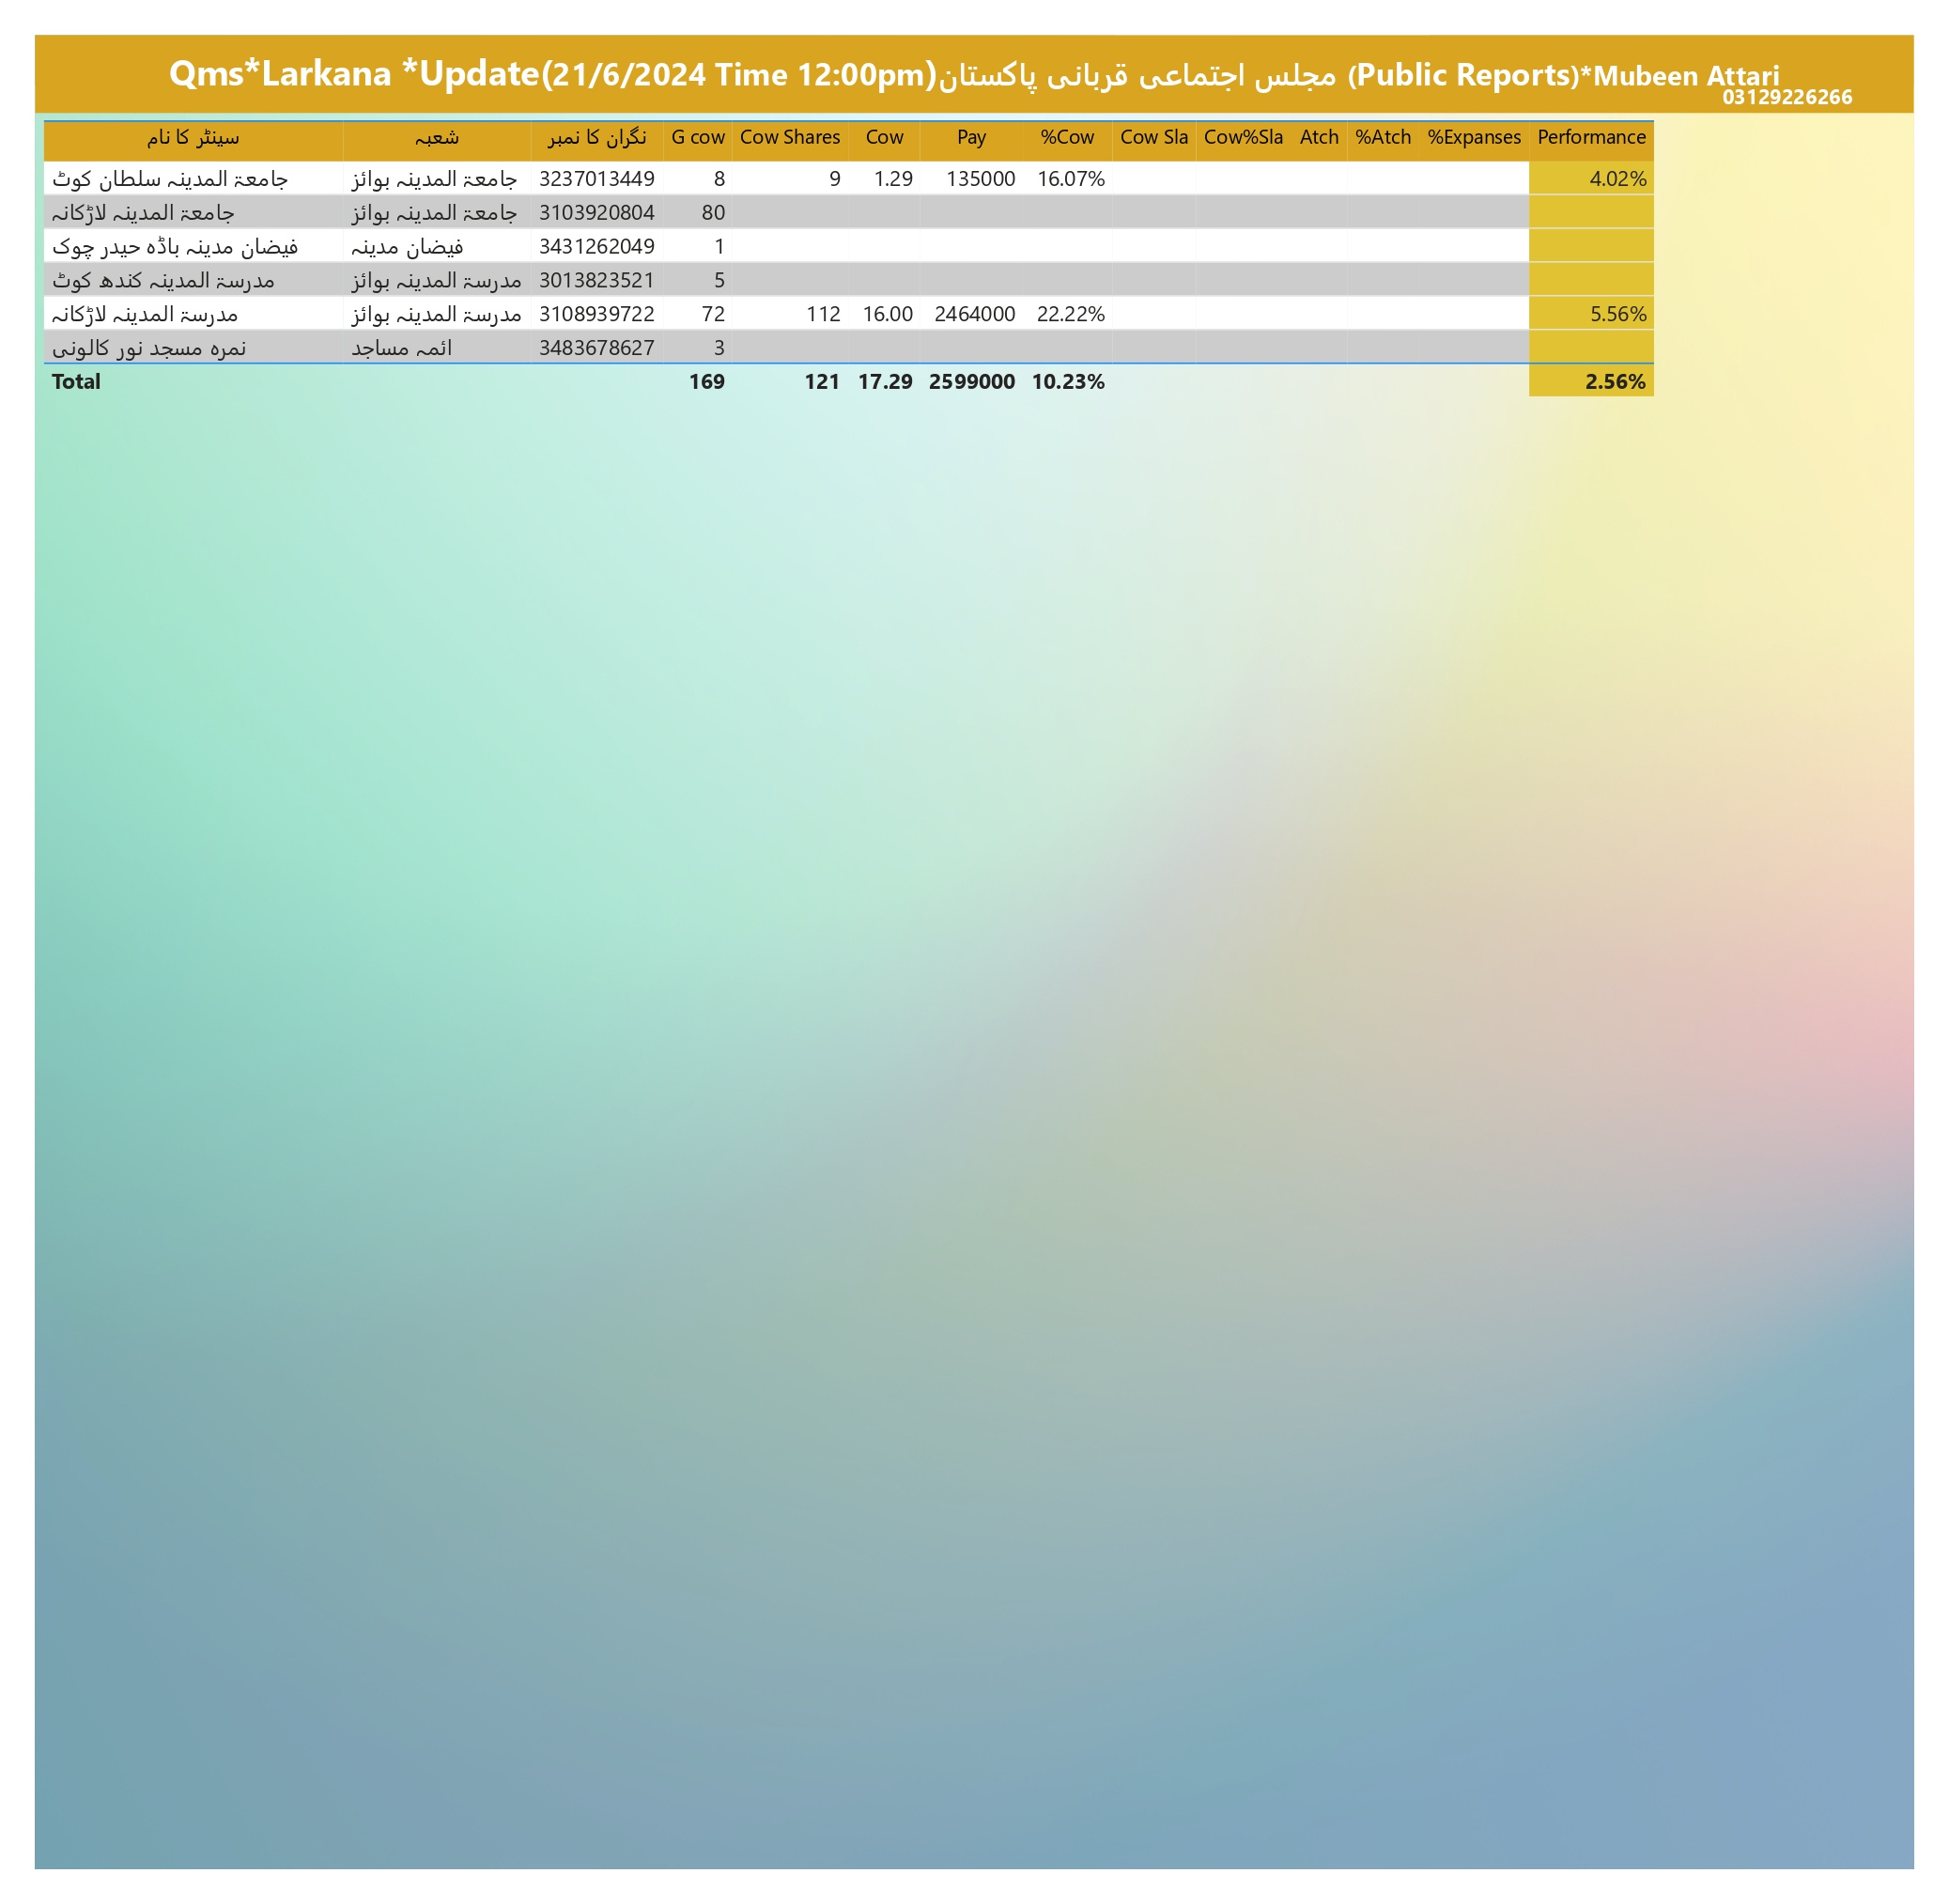 Qms*Larkana *Update(21/6/2024 Time 12:00pm)مجلس اجتماعی قربانی پاکستان (Public Reports)*Mubeen Attari
03129226266
سینٹر کا نام شعبہ نگران کا نمبر G cow Cow Shares Cow Pay %Cow Cow Sla Cow%Sla Atch %Atch %Expanses Performance
جامعۃ المدینہ سلطان کوٹ جامعۃ المدینہ بوائز 3237013449 8 9 1.29 135000 16.07% 4.02%
جامعۃ المدینہ لاڑکانہ جامعۃ المدینہ بوائز 3103920804 80
فیضان مدینہ باڈہ حیدر چوک فیضان مدینہ 3431262049 1
مدرسۃ المدینہ کندھ کوٹ مدرسۃ المدینہ بوائز 3013823521 5
مدرسۃ المدینہ لاڑکانہ مدرسۃ المدینہ بوائز 3108939722 72 112 16.00 2464000 22.22% 5.56%
نمرہ مسجد نور کالونی ائمہ مساجد 3483678627 3
Total 169 121 17.29 2599000 10.23% 2.56%